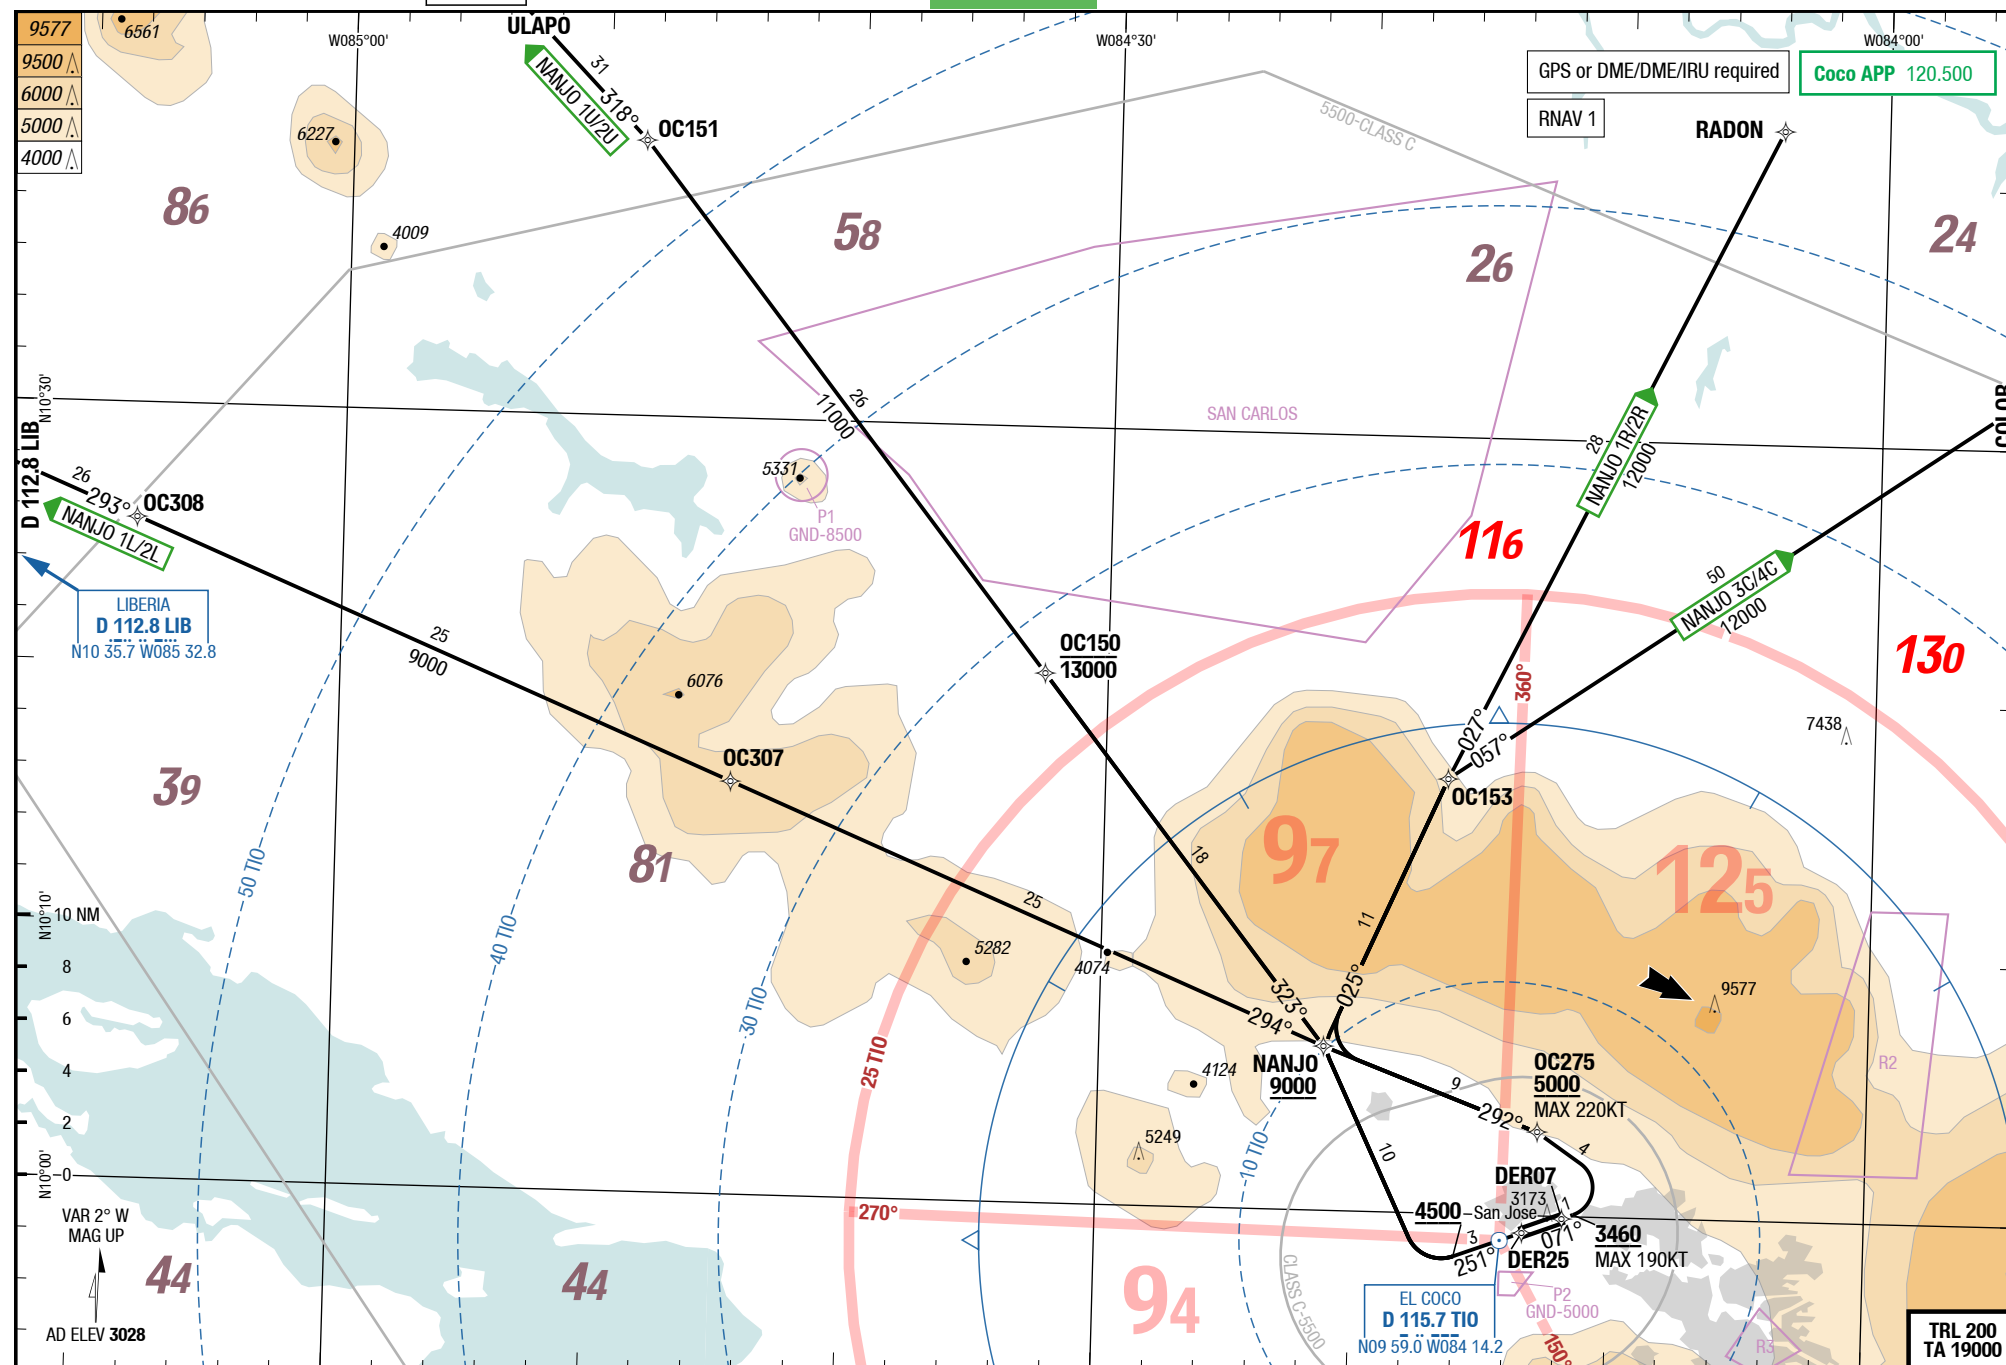 9577
9500
6000
5000
4000
6561
ULAPO
W085°00'
W084°30'
W084°00'
GPS or DME/DME/IRU required
Coco APP 120.500
RNAV 1
RADON
31
318°
NANJO 1U/2U
OC151
5500-CLASS C
6227
86
4009
58
26
24
N10°30'
26
11000
SAN CARLOS
COLOR
28
NANJO 1R/2R
12000
D 112.8 LIB
26
293°
OC308
NANJO 1L/2L
5331
P1
GND-8500
116
50
NANJO 3C/4C
12000
LIBERIA
D 112.8 LIB
N10 35.7 W085 32.8
25
9000
OC150
13000
130
6076
360°
027°
057°
7438
OC307
OC153
39
81
18
97
125
50 TIO
40 TIO
30 TIO
25
11
N10°10'
10 NM
8
6
4
2
0
5282
4074
323°
294°
025°
9577
25 TIO
NANJO
9000
4124
OC275
5000
MAX 220KT
9
292°
R2
5249
10
10 TIO
4
N10°00'
DER07
3173
1
San Jose
4500
270°
3
251°
071°
DER25
3460
MAX 190KT
VAR 2° W
MAG UP
44
44
94
CLASS C-5500
EL COCO
D 115.7 TIO
N09 59.0 W084 14.2
P2
GND-5000
150°
R3
AD ELEV 3028
TRL 200
TA 19000